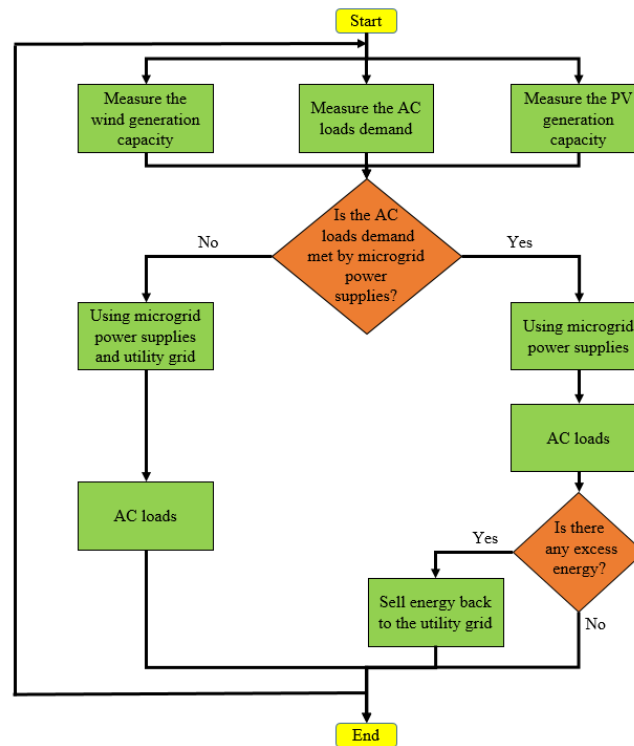 Start
Measure the
wind generation
capacity
Measure the AC
loads demand
Measure the PV
generation
capacity
Is the AC
loads demand
met by microgrid
power
supplies?
No
Yes
Using microgrid
power supplies
and utility grid
Using microgrid
power supplies
AC loads
AC loads
Is there
any excess
energy?
Yes
Sell energy back
to the utility grid
No
End